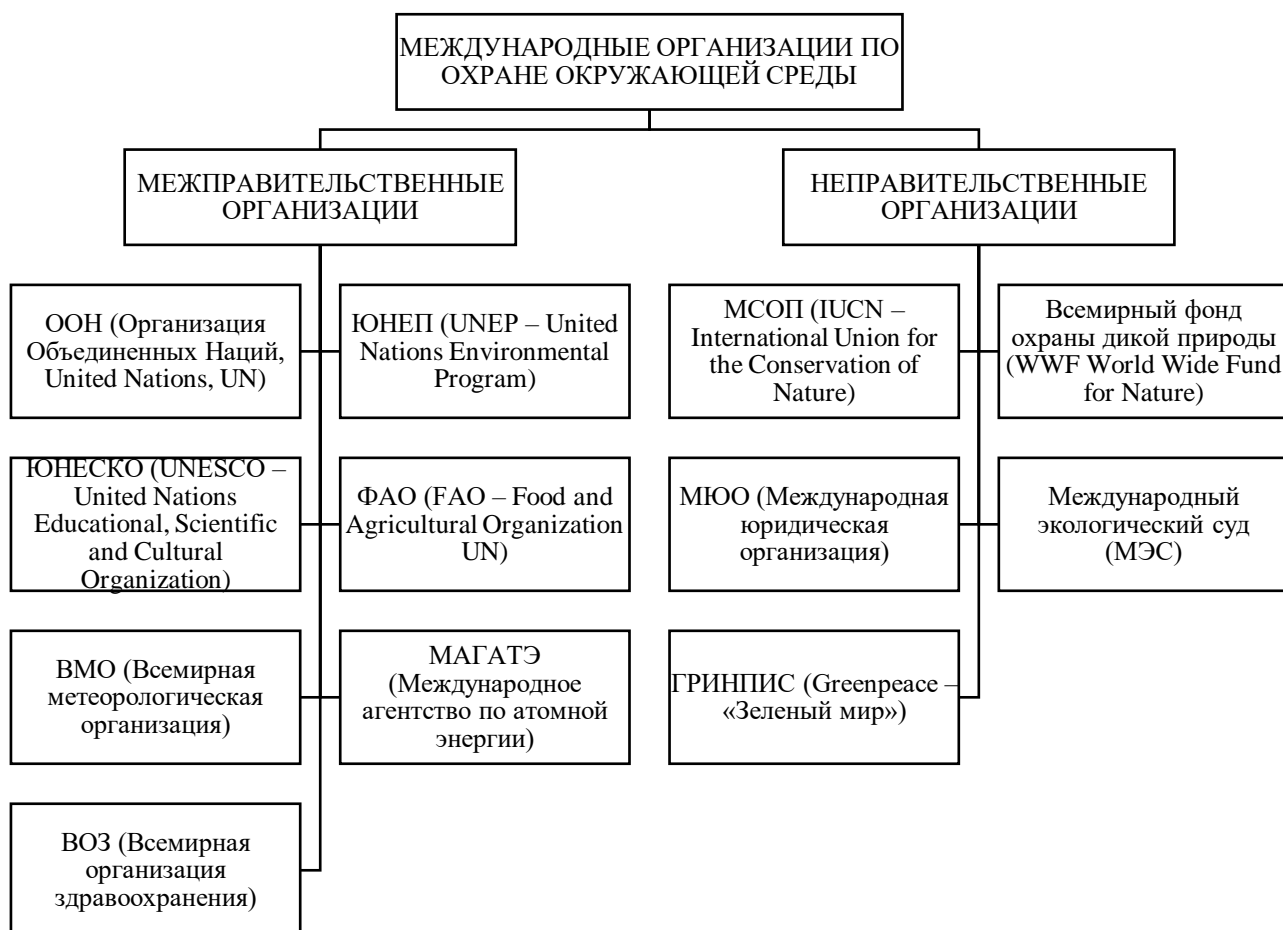 МЕЖДУНАРОДНЫЕ ОРГАНИЗАЦИИ ПО
ОХРАНЕ ОКРУЖАЮЩЕЙ СРЕДЫ
МЕЖПРАВИТЕЛЬСТВЕННЫЕ
ОРГАНИЗАЦИИ
НЕПРАВИТЕЛЬСТВЕННЫЕ
ОРГАНИЗАЦИИ
ООН (Организация
Объединенных Наций,
United Nations, UN)
ЮНЕП (UNEP – United
Nations Environmental
Program)
МСОП (IUCN –
International Union for
the Conservation of
Nature)
Всемирный фонд
охраны дикой природы
(WWF World Wide Fund
for Nature)
ЮНЕСКО (UNESCO –
United Nations
Educational, Scientific
and Cultural
Organization)
ФАО (FAO – Food and
Agricultural Organization
UN)
МЮО (Международная
юридическая
организация)
Международный
экологический суд
(МЭС)
ВМО (Всемирная
метеорологическая
организация)
МАГАТЭ
(Международное
агентство по атомной
энергии)
ГРИНПИС (Greenpeace –
«Зеленый мир»)
ВОЗ (Всемирная
организация
здравоохранения)